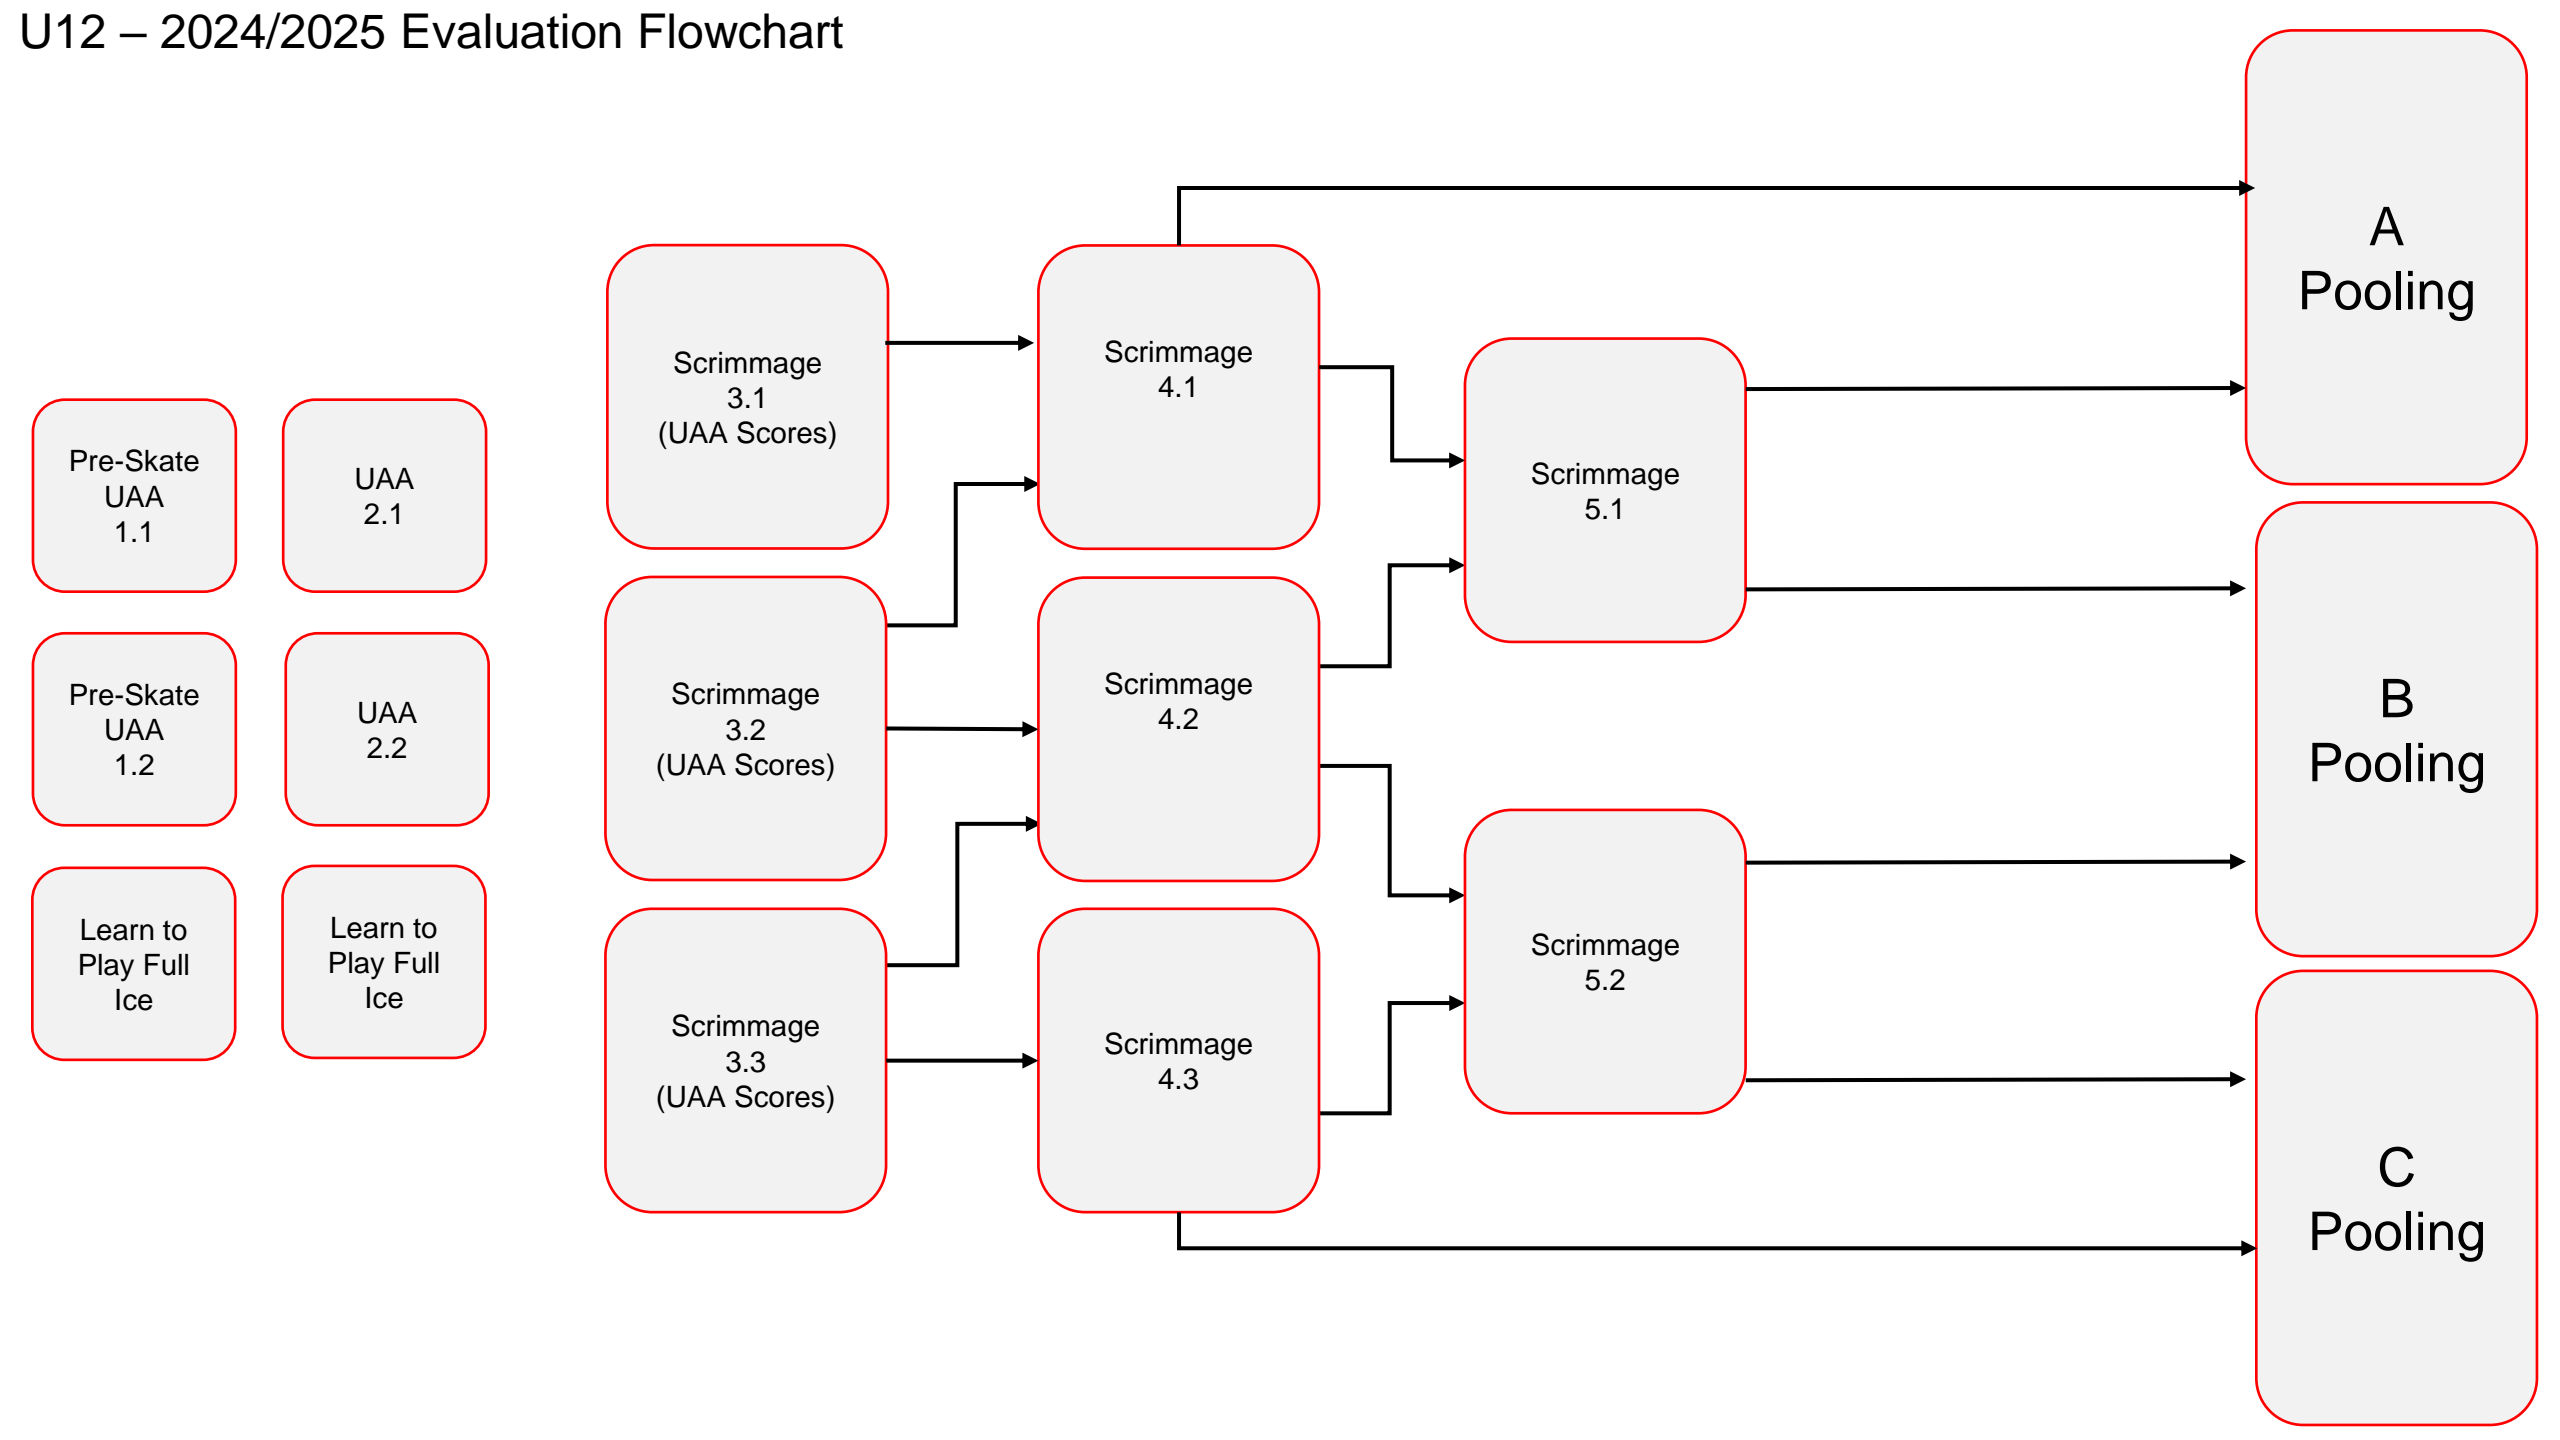 U12 – 2024/2025 Evaluation Flowchart
Pre-Skate
UAA
1.1
UAA
2.1
Pre-Skate
UAA
1.2
UAA
2.2
Learn to
Play Full
Ice
Learn to
Play Full
Ice
Scrimmage
3.1
(UAA Scores)
Scrimmage
3.2
(UAA Scores)
Scrimmage
3.3
(UAA Scores)
Scrimmage
4.1
Scrimmage
4.2
Scrimmage
4.3
Scrimmage
5.1
Scrimmage
5.2
A
Pooling
B
Pooling
C
Pooling